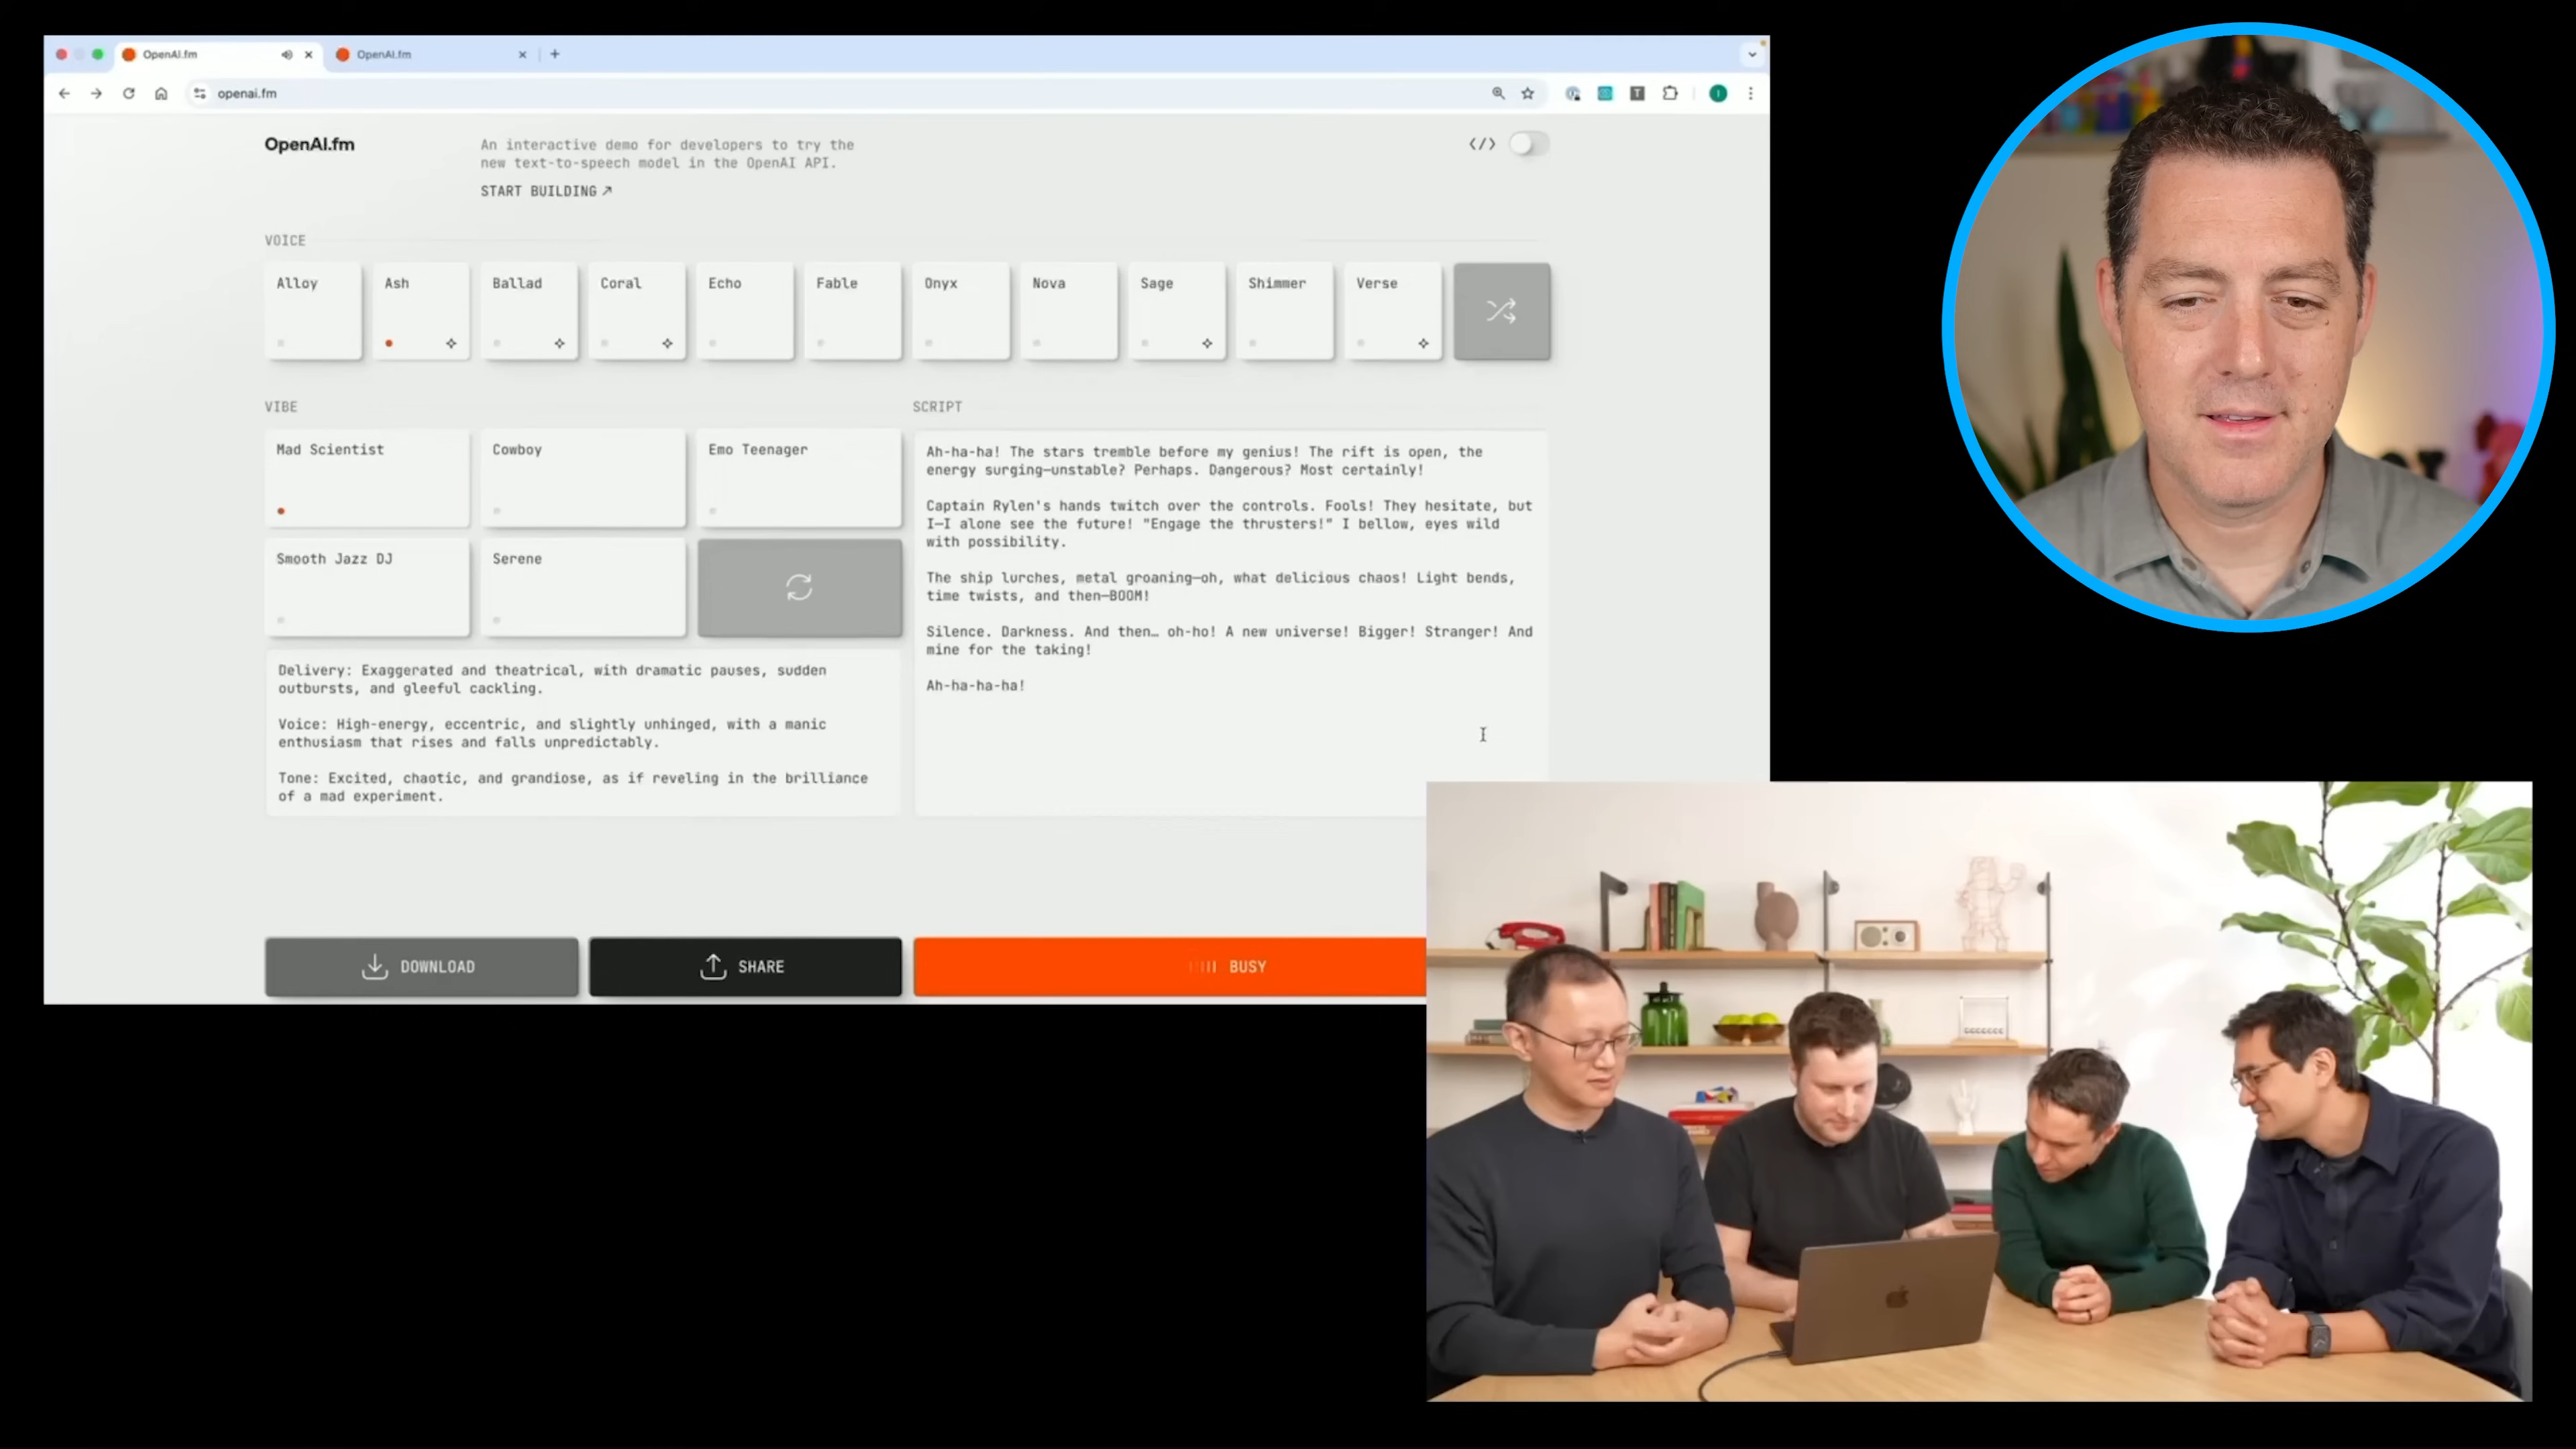 OpenAI.fm
OpenAI.fm
openai.fm
OpenAI.fm
An interactive demo for developers to try the
new text-to-speech model in the OpenAI API.
START BUILDING ↗
</>
VOICE
Alloy
Ash
Ballad
Coral
Echo
Fable
Onyx
Nova
Sage
Shimmer
Verse
VIBE
Mad Scientist
Cowboy
Emo Teenager
Smooth Jazz DJ
Serene
Delivery: Exaggerated and theatrical, with dramatic pauses, sudden
outbursts, and gleeful cackling.
Voice: High-energy, eccentric, and slightly unhinged, with a manic
enthusiasm that rises and falls unpredictably.
Tone: Excited, chaotic, and grandiose, as if reveling in the brilliance
of a mad experiment.
SCRIPT
Ah-ha-ha! The stars tremble before my genius! The rift is open, the
energy surging—unstable? Perhaps. Dangerous? Most certainly!
Captain Rylen's hands twitch over the controls. Fools! They hesitate, but
I—I alone see the future! "Engage the thrusters!" I bellow, eyes wild
with possibility.
The ship lurches, metal groaning—oh, what delicious chaos! Light bends,
time twists, and then—BOOM!
Silence. Darkness. And then… oh-ho! A new universe! Bigger! Stranger! And
mine for the taking!
Ah-ha-ha-ha!
DOWNLOAD
SHARE
BUSY